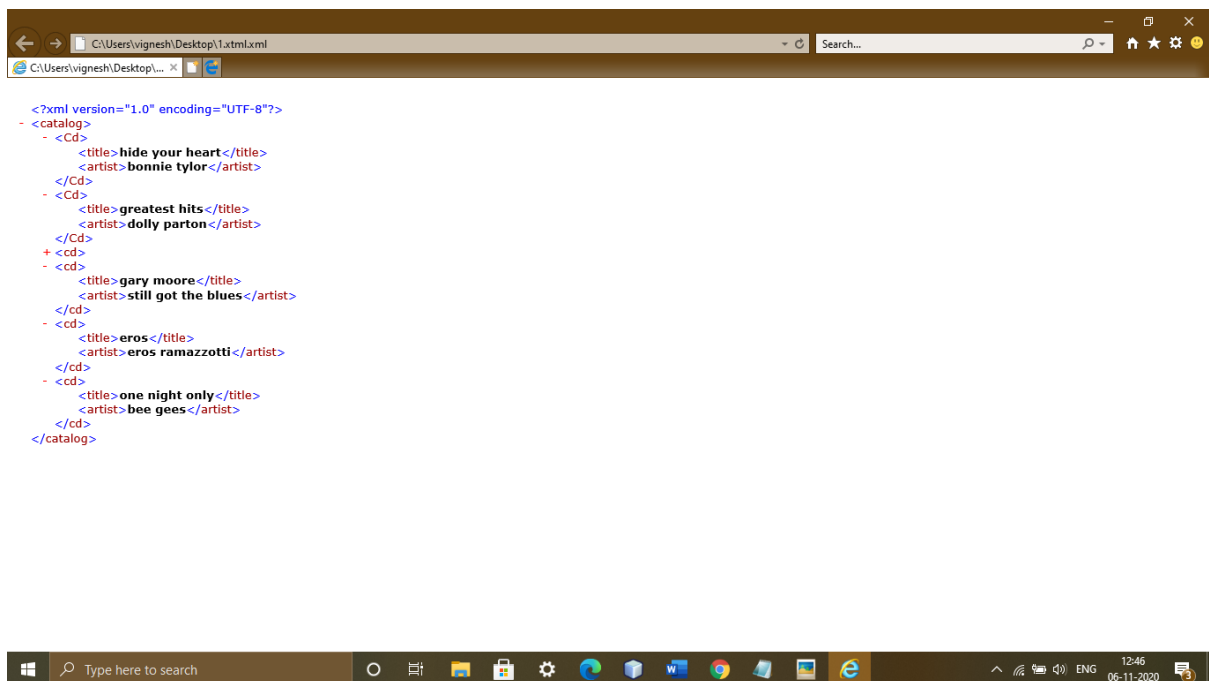 C:\Users\vignesh\Desktop\1.xtml.xml
Search...
C:\Users\vignesh\Desktop\...
<?xml version="1.0" encoding="UTF-8"?>
- <catalog>
- <Cd>
<title>hide your heart</title>
<artist>bonnie tylor</artist>
</Cd>
- <Cd>
<title>greatest hits</title>
<artist>dolly parton</artist>
</Cd>
+ <cd>
- <cd>
<title>gary moore</title>
<artist>still got the blues</artist>
</cd>
- <cd>
<title>eros</title>
<artist>eros ramazzotti</artist>
</cd>
- <cd>
<title>one night only</title>
<artist>bee gees</artist>
</cd>
</catalog>
Type here to search
ENG
12:46
06-11-2020
3